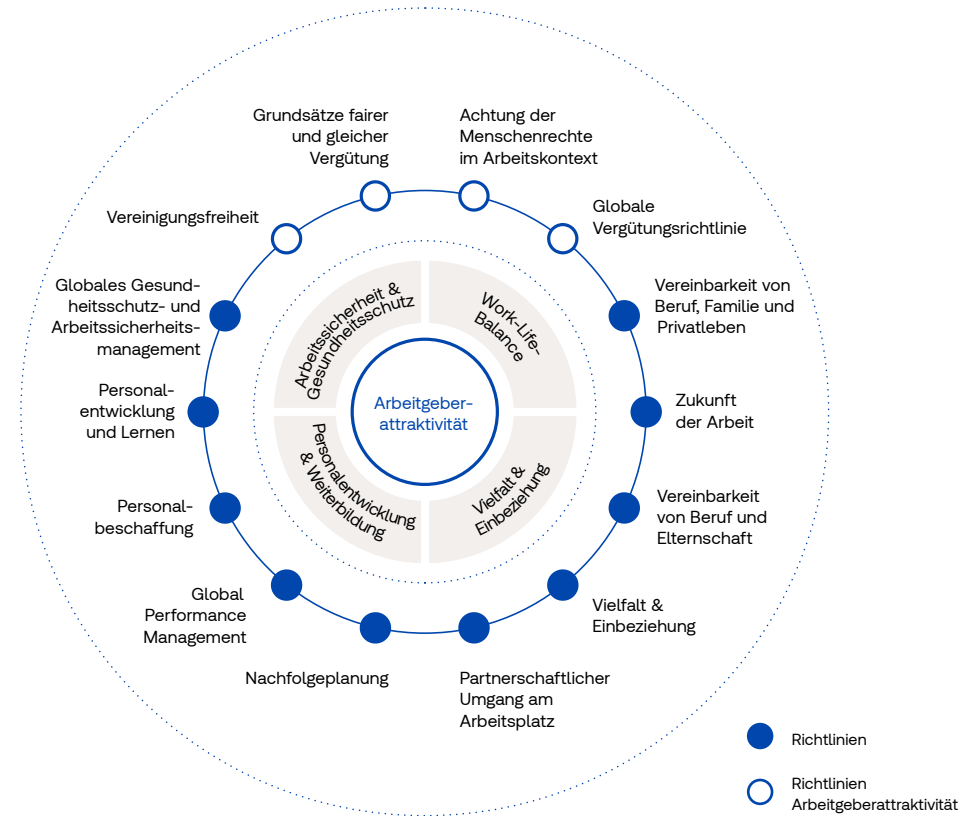 Grundsätze fairer
und gleicher
Vergütung
Achtung der
Menschenrechte
im Arbeitskontext
Vereinigungsfreiheit
Globale
Vergütungsrichtlinie
Globales Gesund-
heitsschutz- und
Arbeitssicherheits-
management
Vereinbarkeit von
Beruf, Familie und
Privatleben
Arbeitssicherheit &
Gesundheitsschutz
Work-Life-
Balance
Personal-
entwicklung
und Lernen
Arbeitgeber-
attraktivität
Zukunft
der Arbeit
Personalentwicklung
& Weiterbildung
Vielfalt &
Einbeziehung
Personal-
beschaffung
Vereinbarkeit
von Beruf und
Elternschaft
Global
Performance
Management
Vielfalt &
Einbeziehung
Nachfolgeplanung
Partnerschaftlicher
Umgang am
Arbeitsplatz
Richtlinien
Richtlinien
Arbeitgeberattraktivität